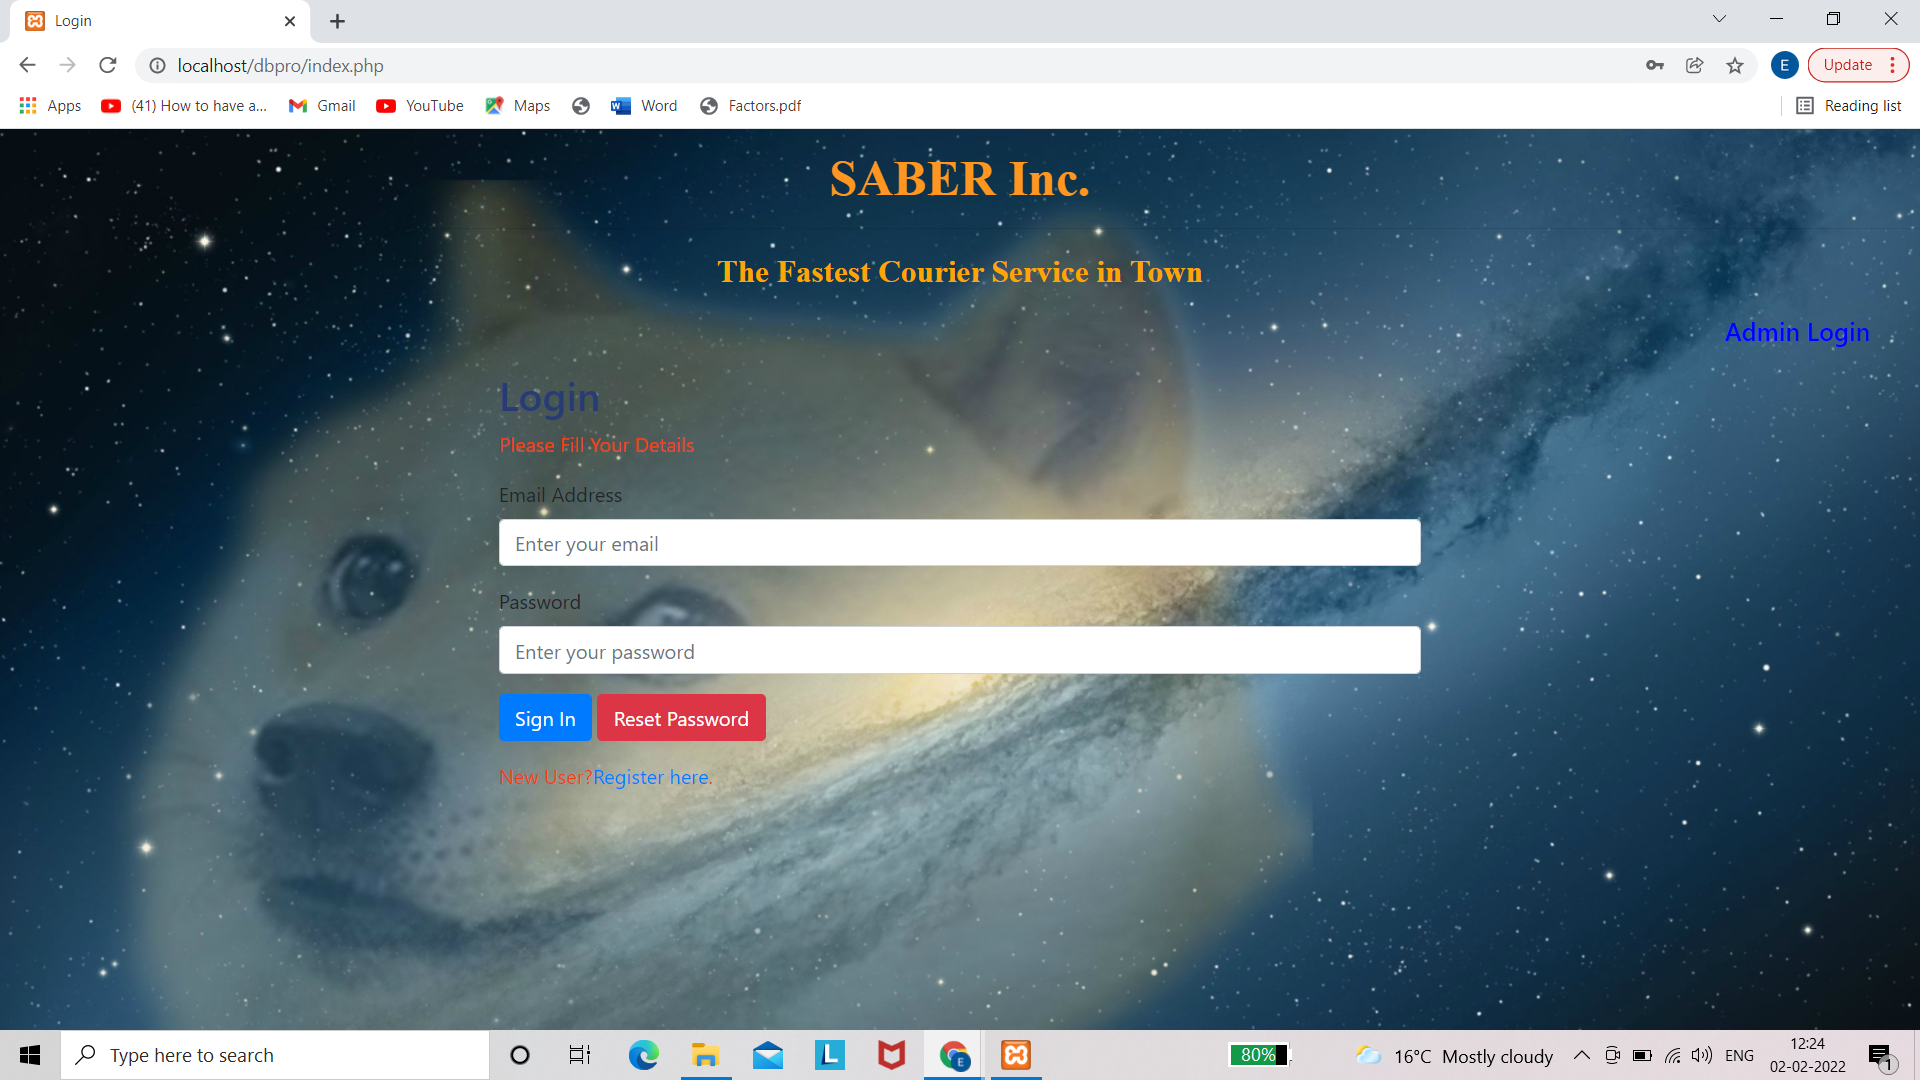 Login
localhost/dbpro/index.php
E
Update
Apps
(41) How to have a...
Gmail
YouTube
Maps
Word
Factors.pdf
Reading list
SABER Inc.
The Fastest Courier Service in Town
Admin Login
Login
Please Fill Your Details
Email Address
Enter your email
Password
Enter your password
Sign In
Reset Password
New User?Register here.
Type here to search
L
E
80%
16°C Mostly cloudy
ENG
12:24
02-02-2022
1